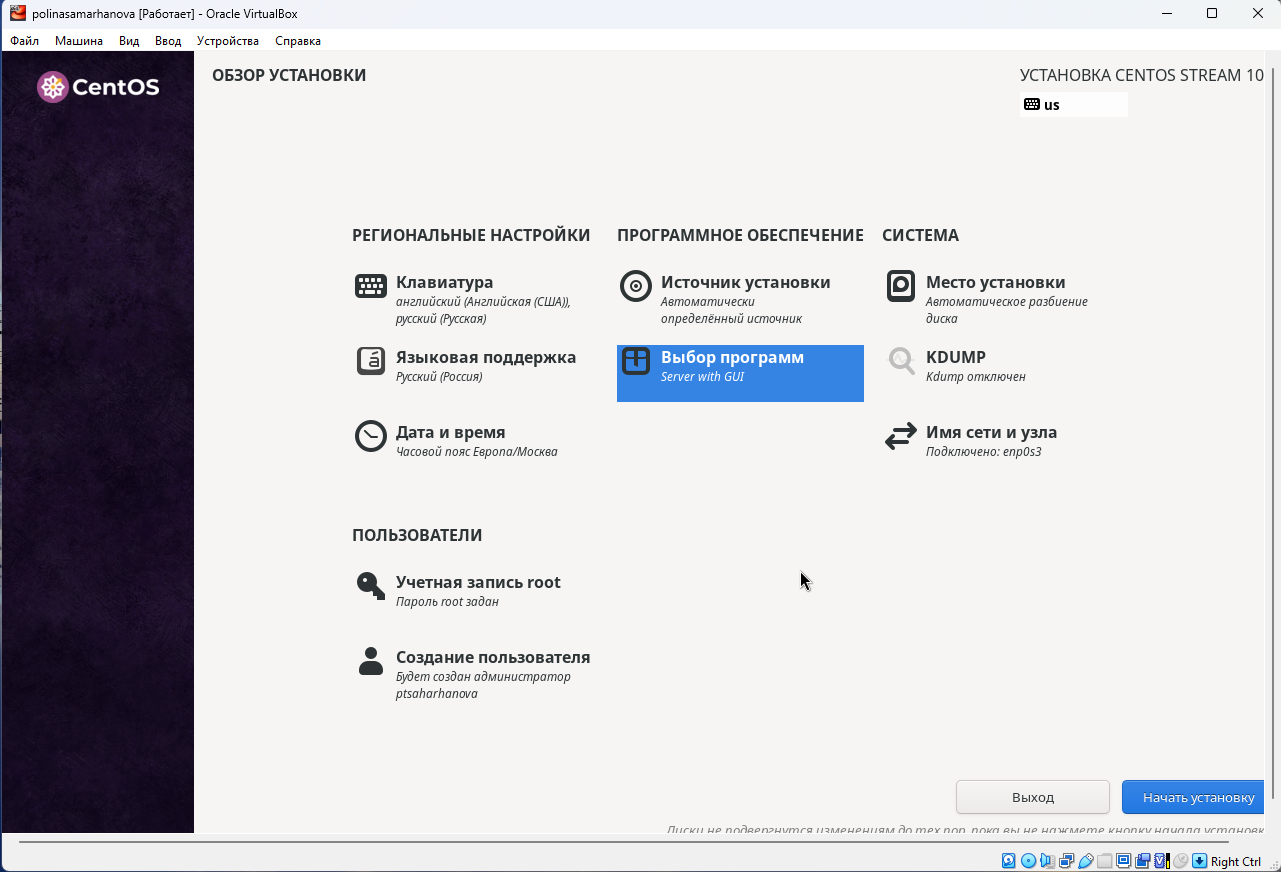 polinasamarhanova [Работает] - Oracle VirtualBox
Файл Машина Вид Ввод Устройства Справка
CentOS
ОБЗОР УСТАНОВКИ
УСТАНОВКА CENTOS STREAM 10
us
РЕГИОНАЛЬНЫЕ НАСТРОЙКИ
Клавиатура
английский (Английская (США)),
русский (Русская)
Языковая поддержка
Русский (Россия)
Дата и время
Часовой пояс Европа/Москва
ПРОГРАММНОЕ ОБЕСПЕЧЕНИЕ
Источник установки
Автоматически
определённый источник
Выбор программ
Server with GUI
СИСТЕМА
Место установки
Автоматическое разбиение
диска
KDUMP
Kdump отключен
Имя сети и узла
Подключено: enp0s3
ПОЛЬЗОВАТЕЛИ
Учетная запись root
Пароль root задан
Создание пользователя
Будет создан администратор
ptsaharhanova
Выход
Начать установку
Диски не подвергнутся изменениям до тех пор, пока вы не нажмете кнопку начала установк
Right Ctrl